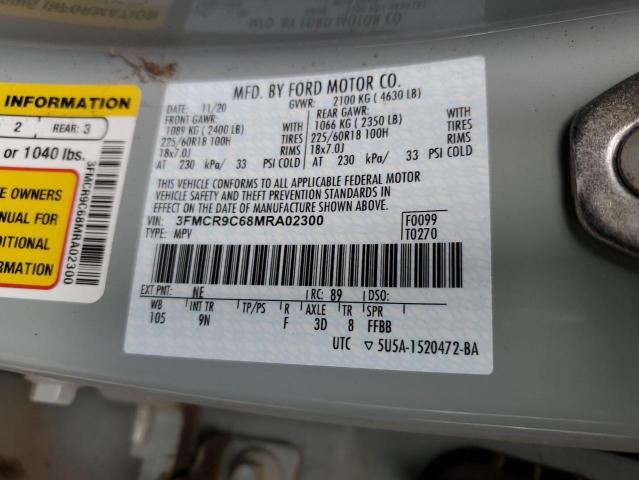 MFD. BY FORD MOTOR CO.
DATE: 11/20 GVWR: 2100 KG ( 4630 LB)
FRONT GAWR: REAR GAWR:
1089 KG ( 2400 LB) WITH 1066 KG ( 2350 LB) WITH
225/60R18 100H TIRES 225/60R18 100H TIRES
18x7.0J RIMS 18x7.0J RIMS
AT 230 kPa/ 33 PSI COLD AT 230 kPa/ 33 PSI COLD
THIS VEHICLE CONFORMS TO ALL APPLICABLE FEDERAL MOTOR
VEHICLE SAFETY AND THEFT PREVENTION STANDARDS IN
EFFECT ON THE DATE OF MANUFACTURE SHOWN ABOVE.
VIN: 3FMCR9C68MRA02300 F0099
TYPE: MPV T0270
EXT PNT: NE RC: 89 DSO:
WB INT TR TP/PS R AXLE TR SPR
105 9N F 3D 8 FFBB
UTC 5U5A-1520472-BA
INFORMATION
2 REAR: 3
or 1040 lbs.
E OWNERS
NUAL FOR
DITIONAL
RMATION
3FMCR9C68MRA02300